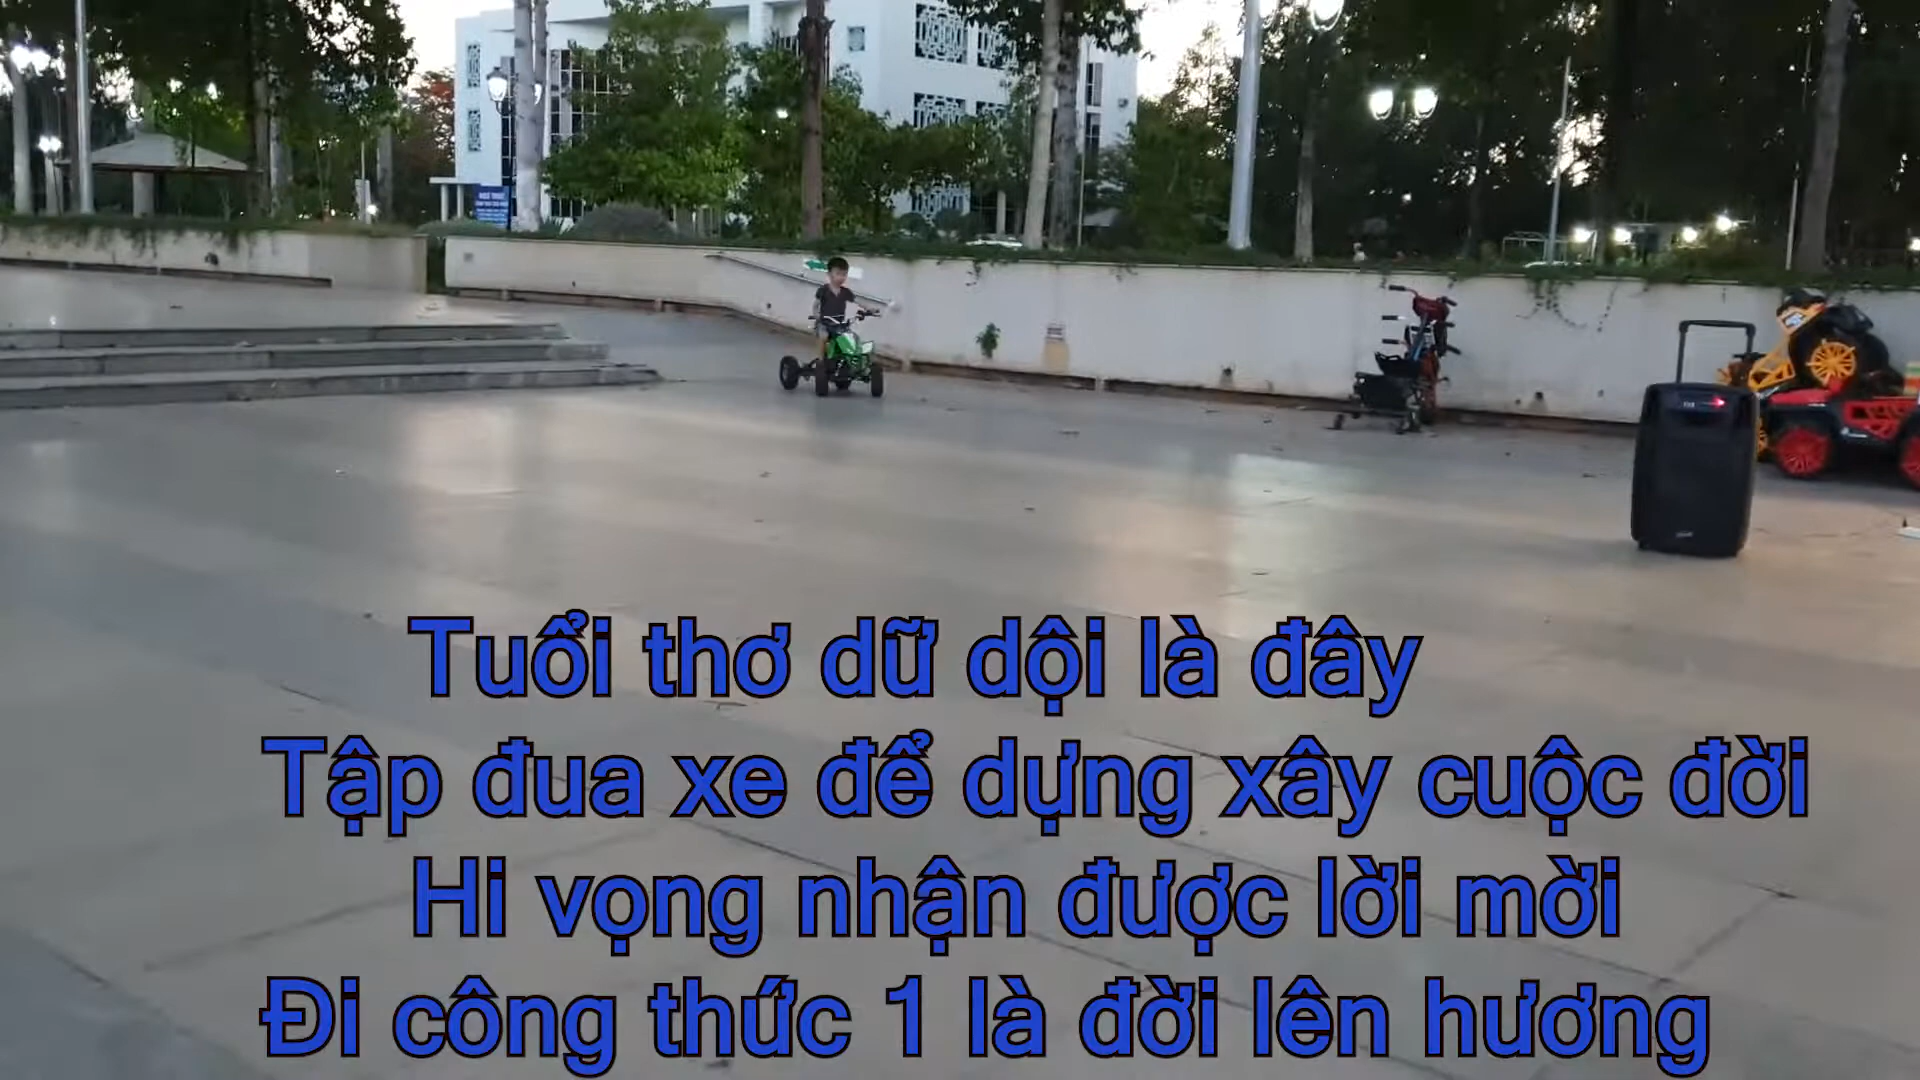 Tuổi thơ dữ dội là đây
Tập đua xe để dựng xây cuộc đời
Hi vọng nhận được lời mời
Đi công thức 1 là đời lên hương